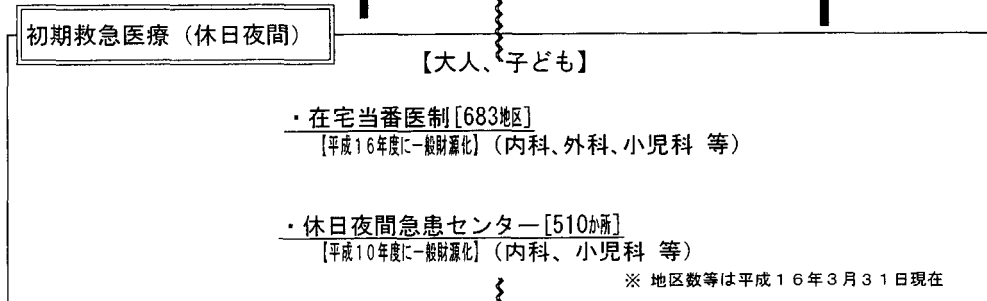 初期救急医療（休日夜間）
【大人、子ども】
・在宅当番医制[683地区]
【平成16年度に一般財源化】（内科、外科、小児科 等）
・休日夜間急患センター[510か所]
【平成10年度に一般財源化】（内科、小児科 等）
※ 地区数等は平成１６年３月３１日現在